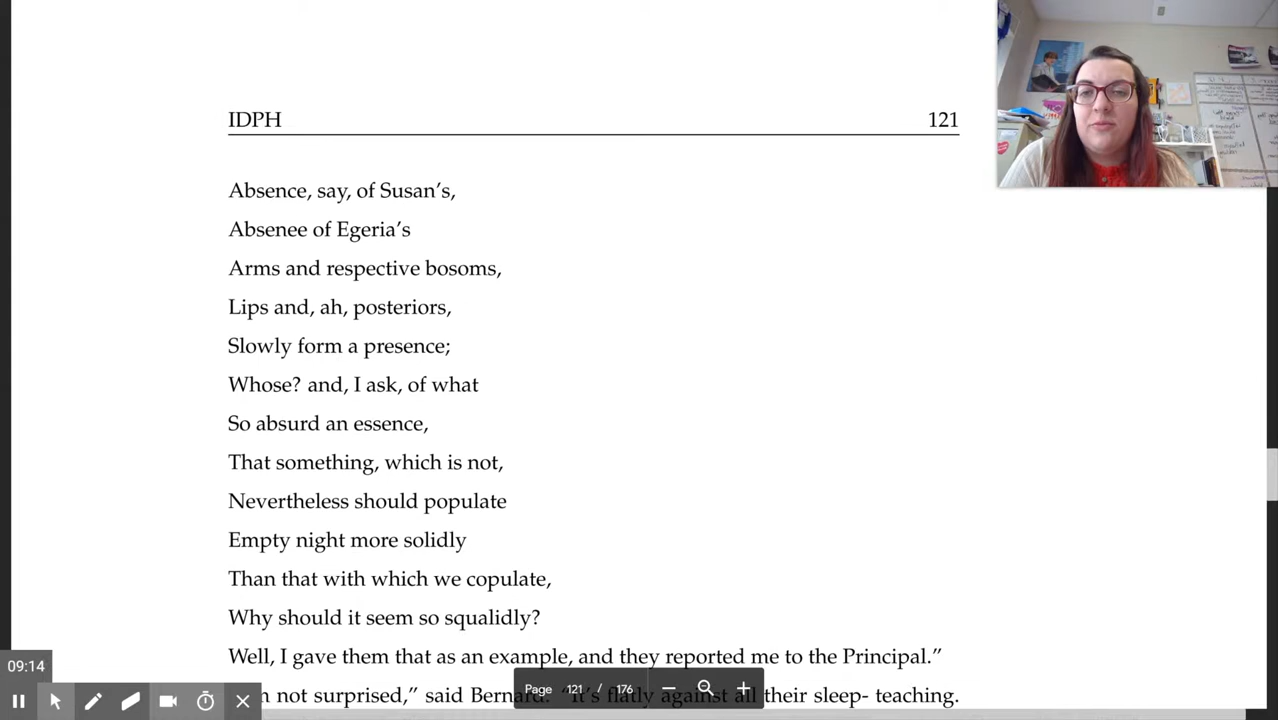 IDPH 121
Absence, say, of Susan’s,
Absenee of Egeria’s
Arms and respective bosoms,
Lips and, ah, posteriors,
Slowly form a presence;
Whose? and, I ask, of what
So absurd an essence,
That something, which is not,
Nevertheless should populate
Empty night more solidly
Than that with which we copulate,
Why should it seem so squalidly?
Well, I gave them that as an example, and they reported me to the Principal.”
not surprised,” said Bernard. “It’s flatly against all their sleep- teaching.
Page 121 / 176
09:14